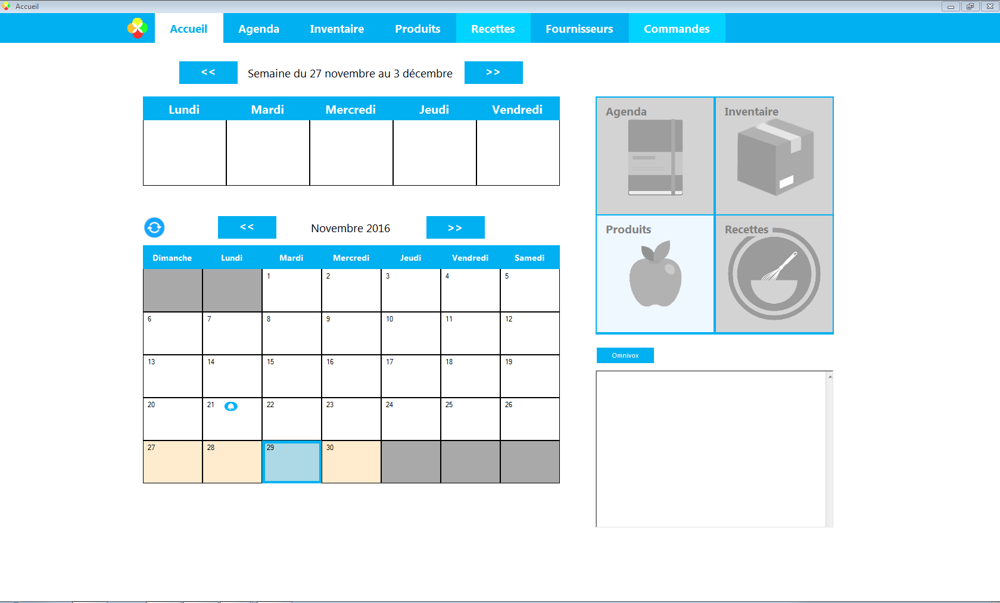 Accueil
Accueil Agenda Inventaire Produits Recettes Fournisseurs Commandes
<< Semaine du 27 novembre au 3 décembre >>
Lundi Mardi Mercredi Jeudi Vendredi
Agenda Inventaire
Produits Recettes
<< Novembre 2016 >>
Dimanche Lundi Mardi Mercredi Jeudi Vendredi Samedi
1 2 3 4 5
6 7 8 9 10 11 12
13 14 15 16 17 18 19
20 21 22 23 24 25 26
27 28 29 30
Omnivox